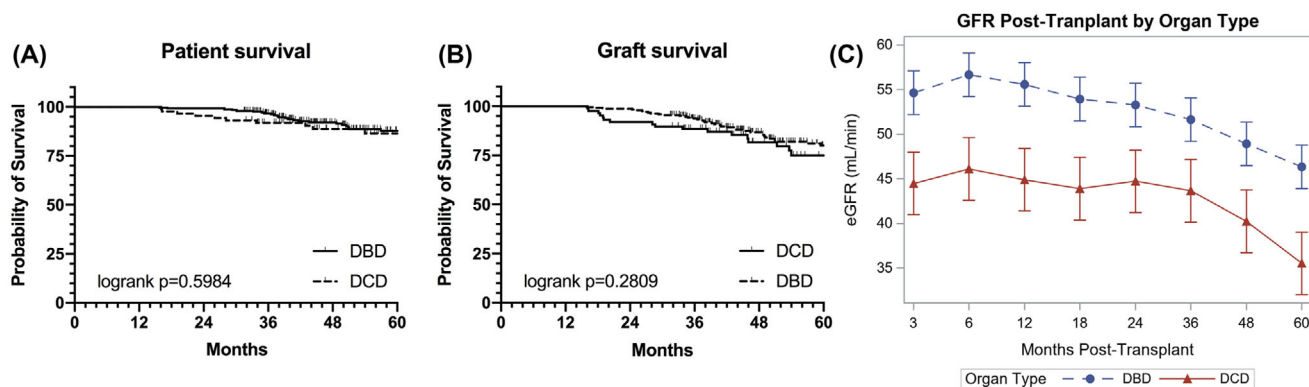 (A)
Patient survival
Probability of Survival
100
75
50
25
0
DBD
DCD
logrank p=0.5984
0 12 24 36 48 60
Months
(B)
Graft survival
Probability of Survival
100
75
50
25
0
DCD
DBD
logrank p=0.2809
0 12 24 36 48 60
Months
(C)
GFR Post-Tranplant by Organ Type
eGFR (mL/min)
60
55
50
45
40
35
3 6 12 18 24 36 48 60
Months Post-Transplant
Organ Type DBD DCD